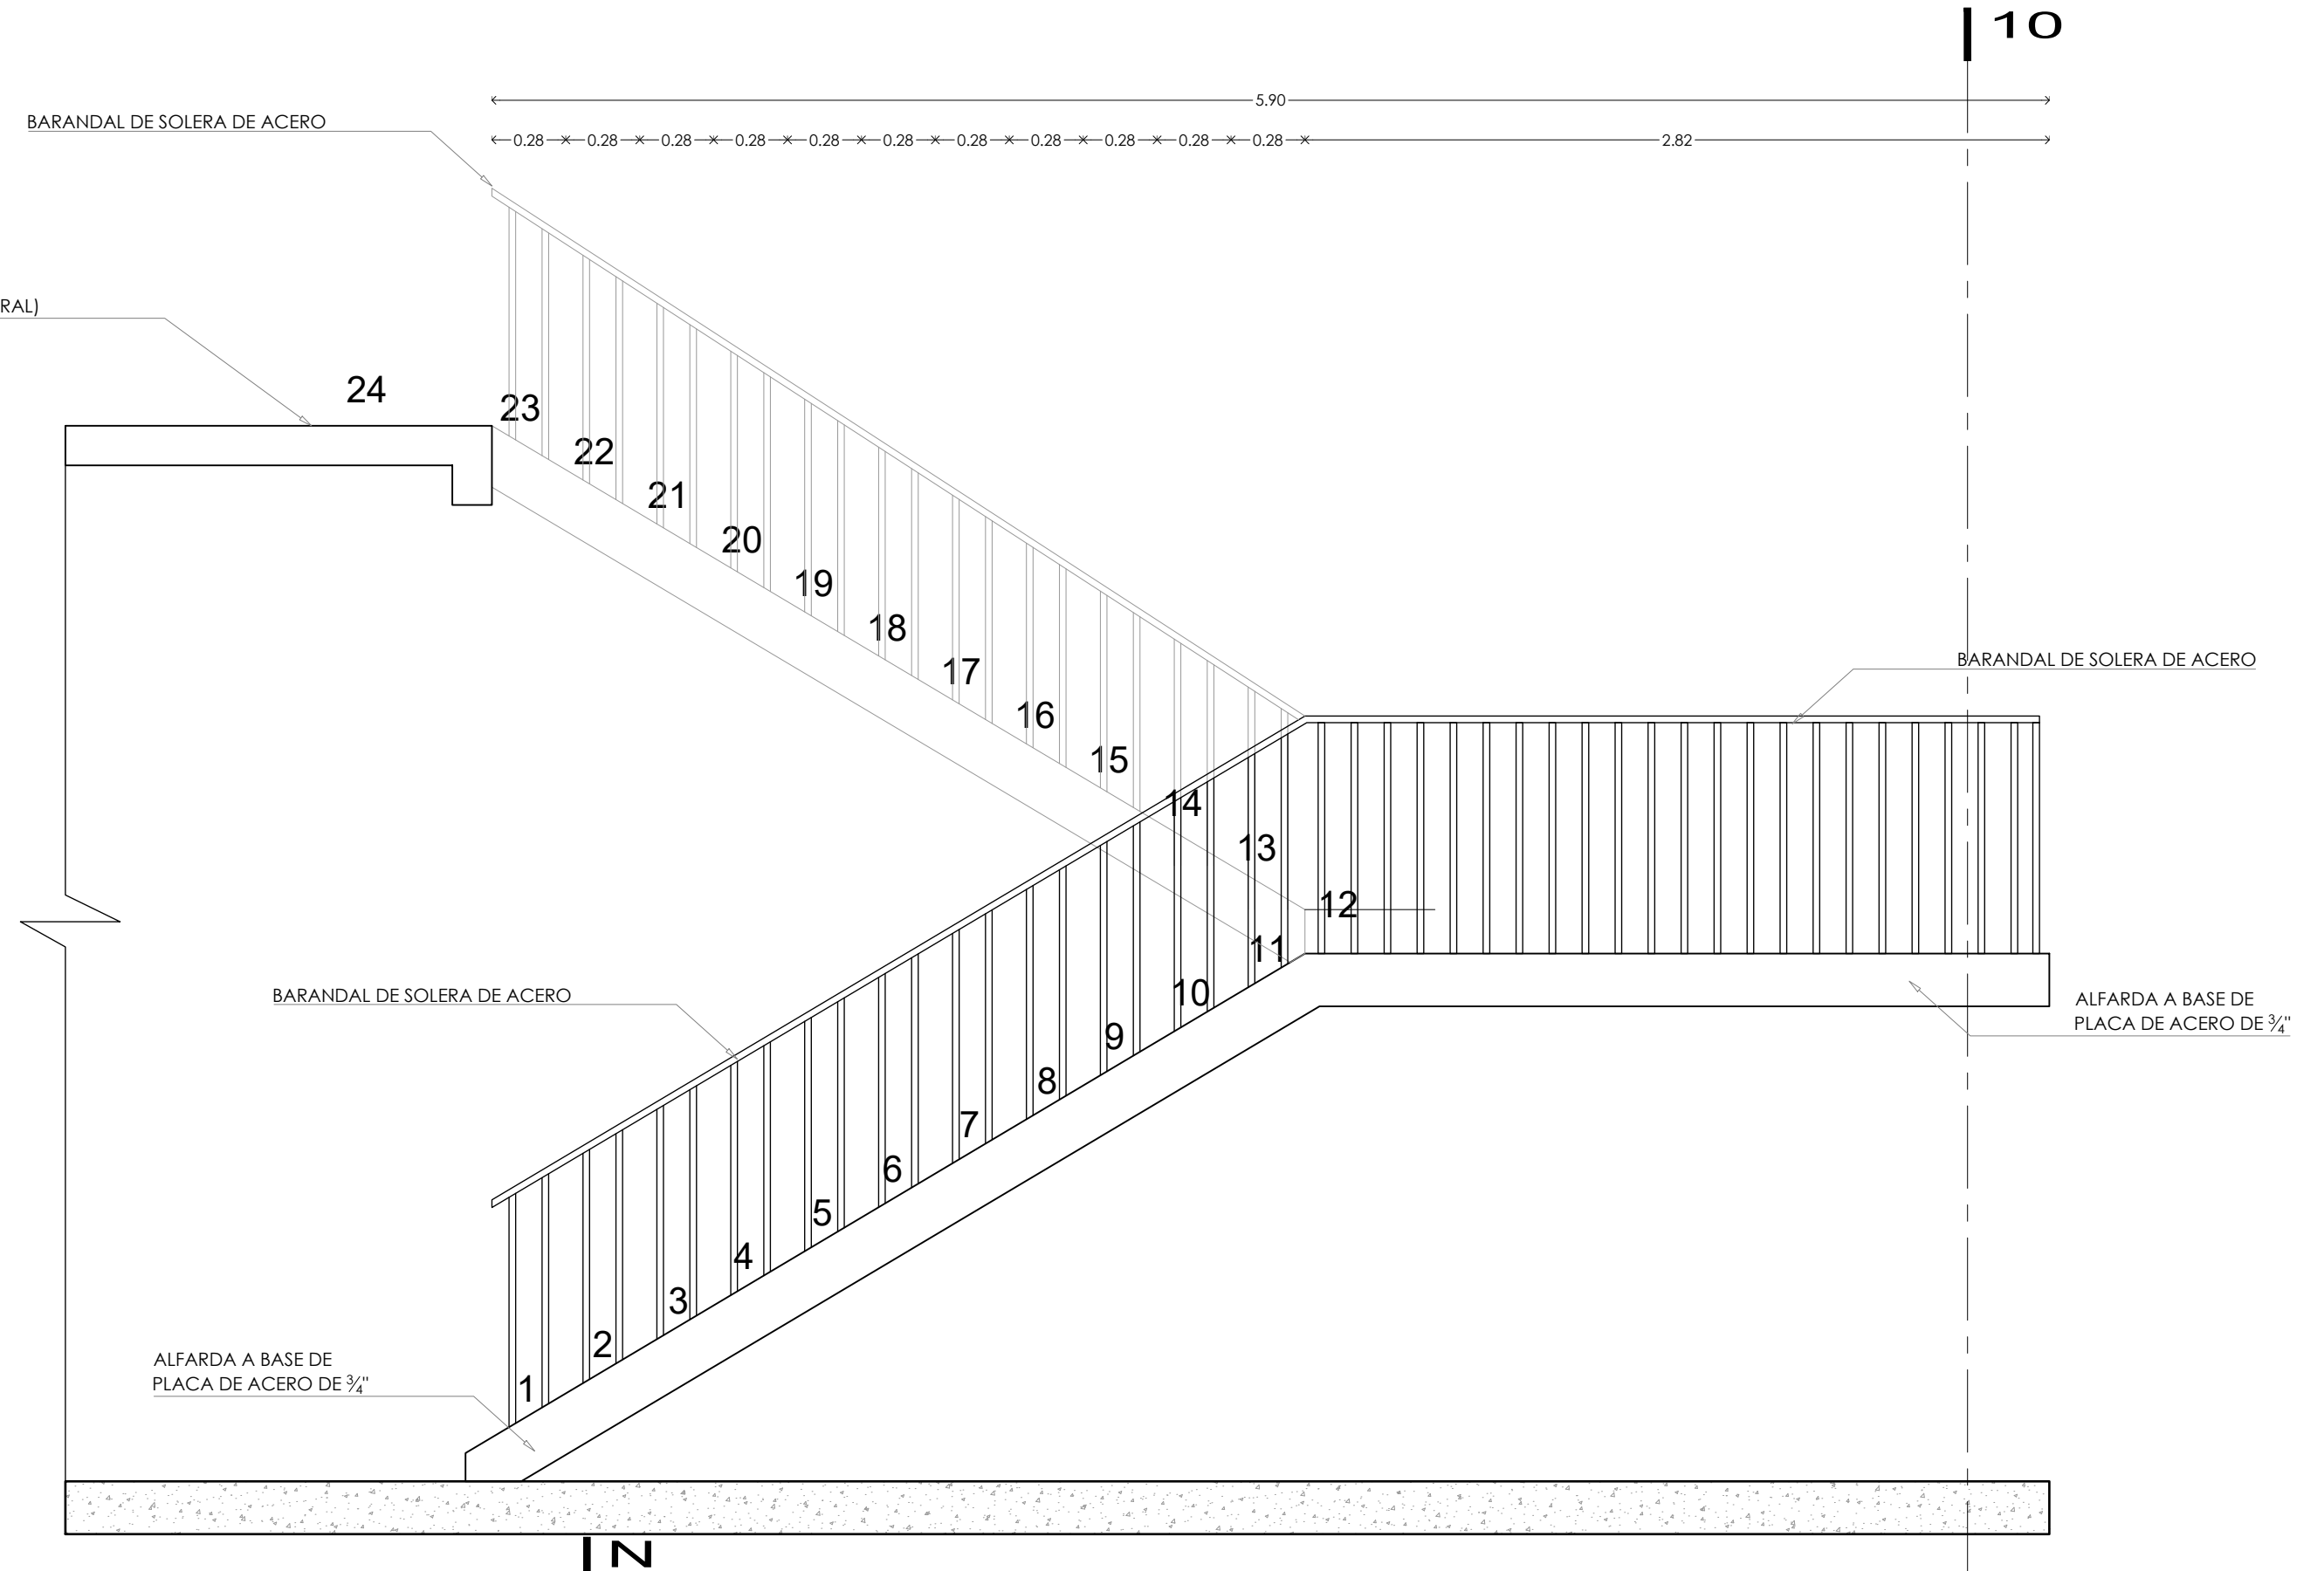 10
5.90
BARANDAL DE SOLERA DE ACERO
0.28 0.28 0.28 0.28 0.28 0.28 0.28 0.28 0.28 0.28 0.28 2.82
RAL)
24
23
22
21
20
19
18
17
16
15
14
13
12
11
10
9
8
7
6
5
4
3
2
1
BARANDAL DE SOLERA DE ACERO
BARANDAL DE SOLERA DE ACERO
ALFARDA A BASE DE
PLACA DE ACERO DE ¾"
ALFARDA A BASE DE
PLACA DE ACERO DE ¾"
N